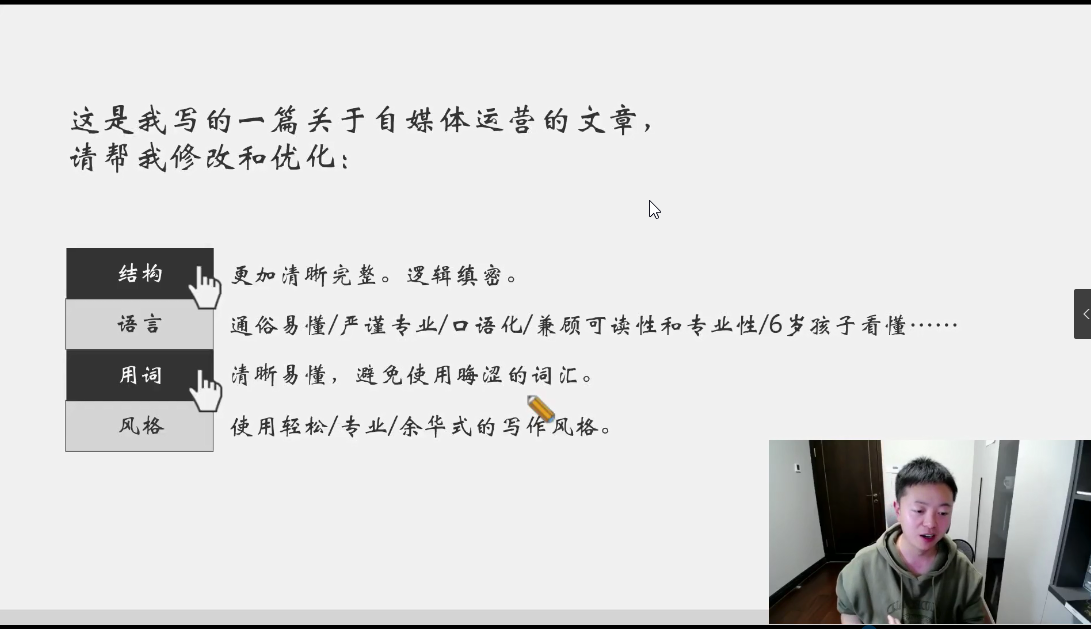 这是我写的一篇关于自媒体运营的文章，
请帮我修改和优化：
结构 更加清晰完整。逻辑缜密。
语言 通俗易懂/严谨专业/口语化/兼顾可读性和专业性/6岁孩子看懂……
用词 清晰易懂，避免使用晦涩的词汇。
风格 使用轻松/专业/余华式的写作风格。